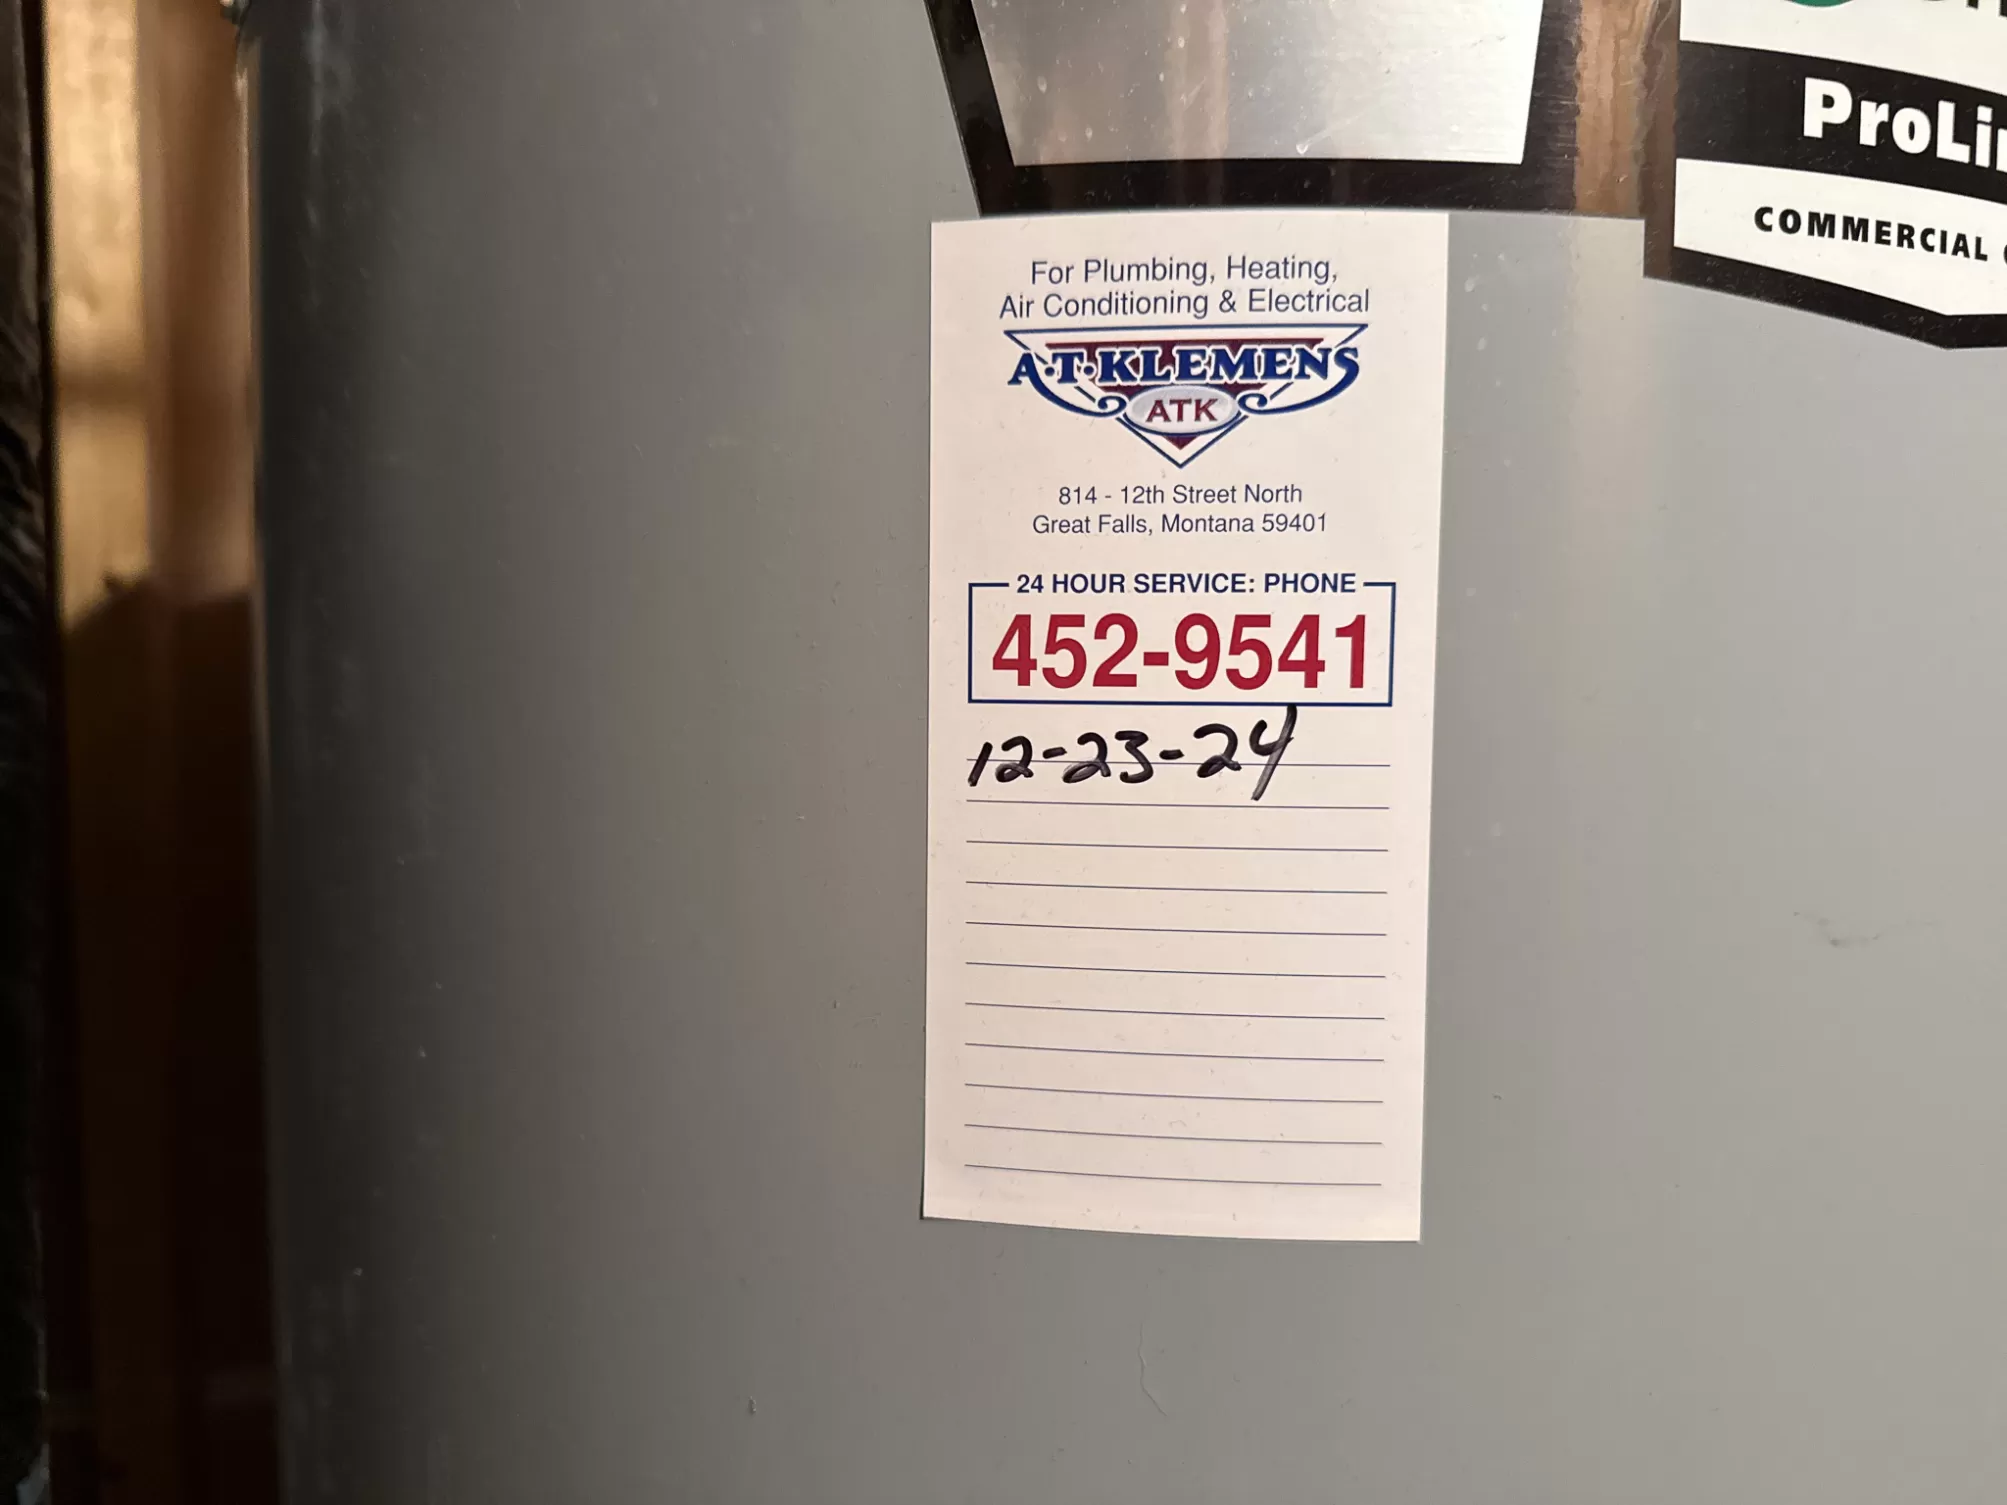 ProLi
COMMERCIAL
For Plumbing, Heating,
Air Conditioning & Electrical
A·T·KLEMENS
ATK
814 - 12th Street North
Great Falls, Montana 59401
24 HOUR SERVICE: PHONE
452-9541
12-23-24